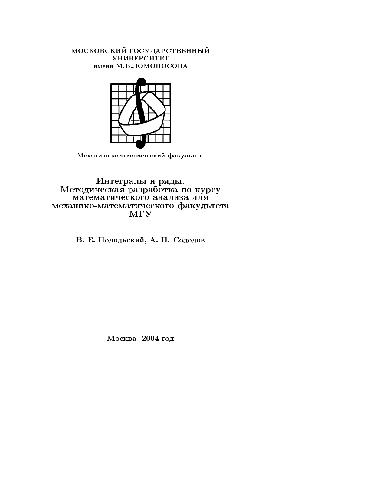 МОСКОВСКИЙ ГОСУДАРСТВЕННЫЙ
УНИВЕРСИТЕТ
имени М.В.ЛОМОНОСОВА
Механико-математический факультет
Интегралы и ряды.
Методическая разработка по курсу
математического анализа для
механико-математического факультета
МГУ
В. Е. Подольский, А. П. Солодов
Москва 2004 год